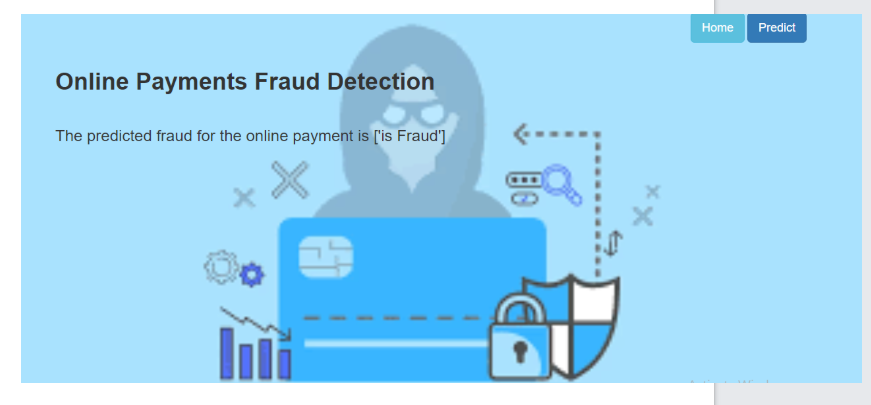 Home Predict
Online Payments Fraud Detection
The predicted fraud for the online payment is ['is Fraud']